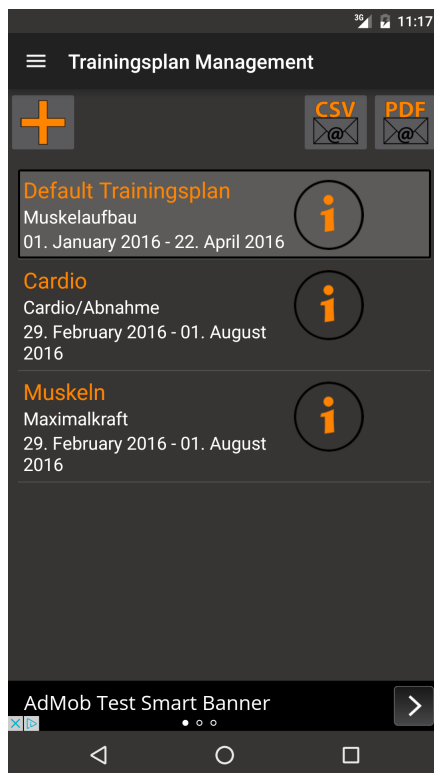 3G 11:17
Trainingsplan Management
CSV PDF
@ @
Default Trainingsplan
Muskelaufbau
01. January 2016 - 22. April 2016
Cardio
Cardio/Abnahme
29. February 2016 - 01. August
2016
Muskeln
Maximalkraft
29. February 2016 - 01. August
2016
AdMob Test Smart Banner